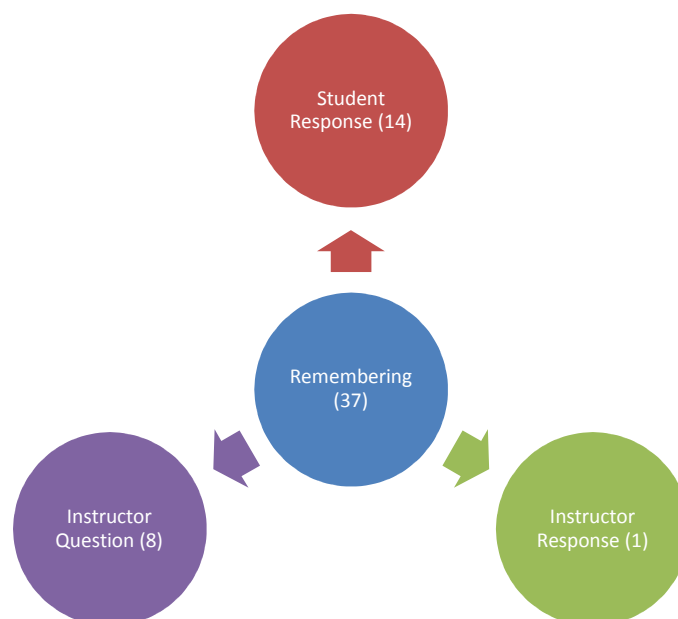 Student
Response (14)
Remembering
(37)
Instructor
Question (8)
Instructor
Response (1)